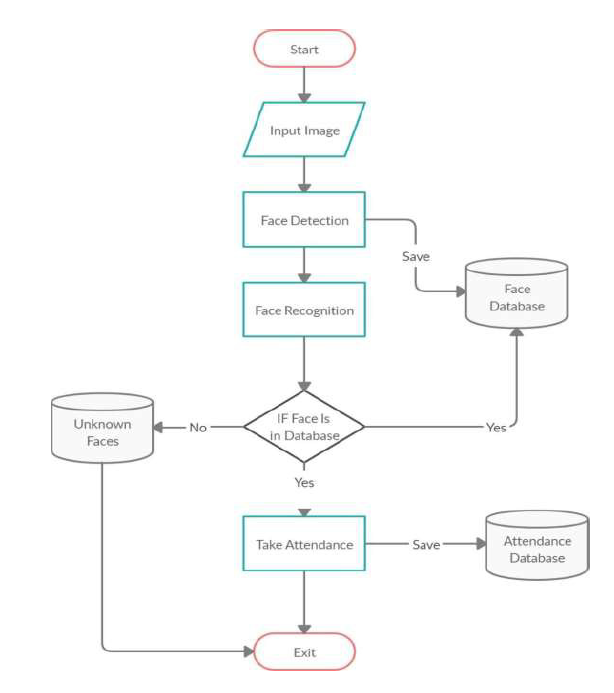 Start
Input Image
Face Detection
Save
Face
Database
Face Recognition
IF Face Is
in Database
No
Unknown
Faces
Yes
Yes
Take Attendance
Save
Attendance
Database
Exit